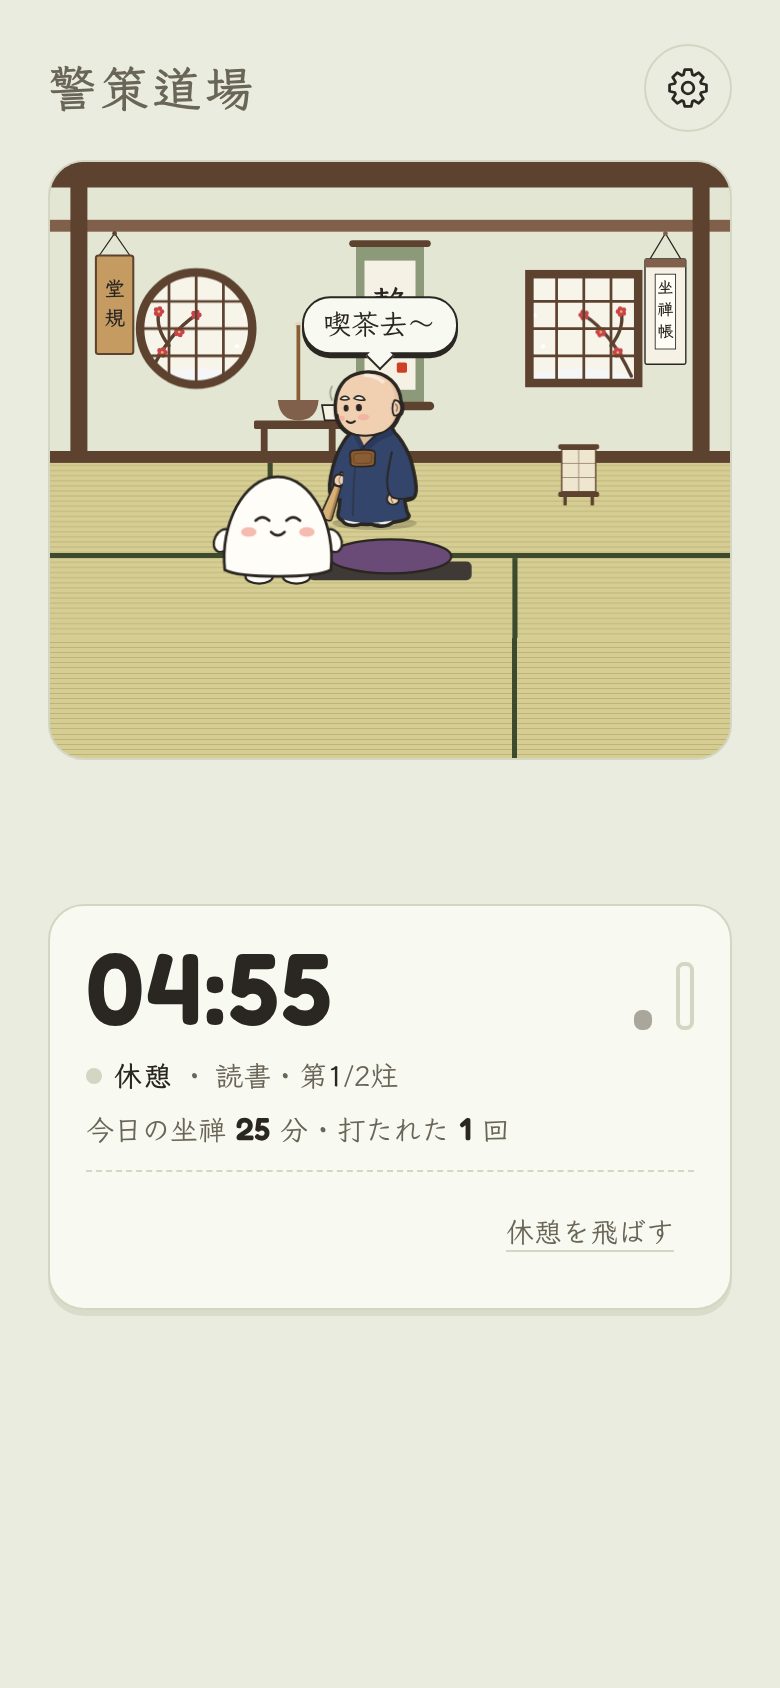 警策道場
堂規
坐禅帳
喫茶去〜
04:55
休憩 ・ 読書・第1/2炷
今日の坐禅 25 分・打たれた 1 回
休憩を飛ばす